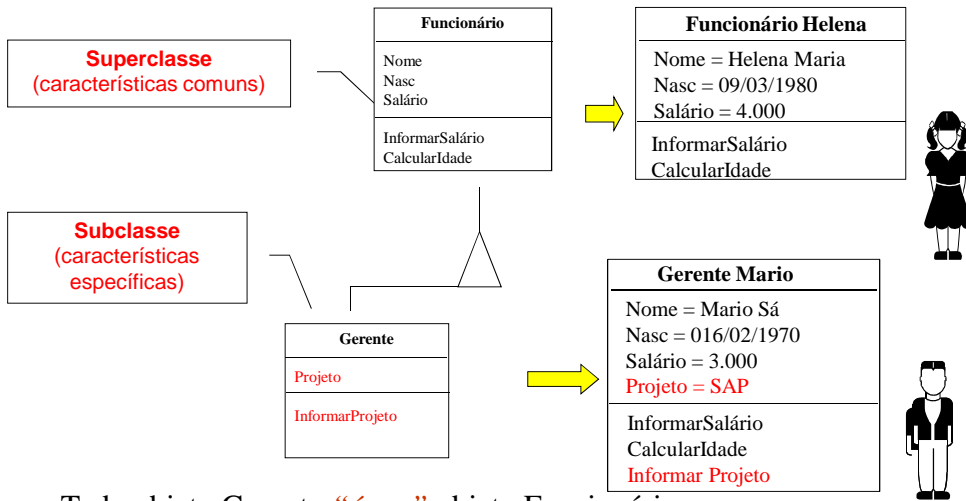 Superclasse
(características comuns)
Funcionário
Nome
Nasc
Salário
InformarSalário
CalcularIdade
Funcionário Helena
Nome = Helena Maria
Nasc = 09/03/1980
Salário = 4.000
InformarSalário
CalcularIdade
Subclasse
(características
específicas)
Gerente
Projeto
InformarProjeto
Gerente Mario
Nome = Mario Sá
Nasc = 016/02/1970
Salário = 3.000
Projeto = SAP
InformarSalário
CalcularIdade
Informar Projeto